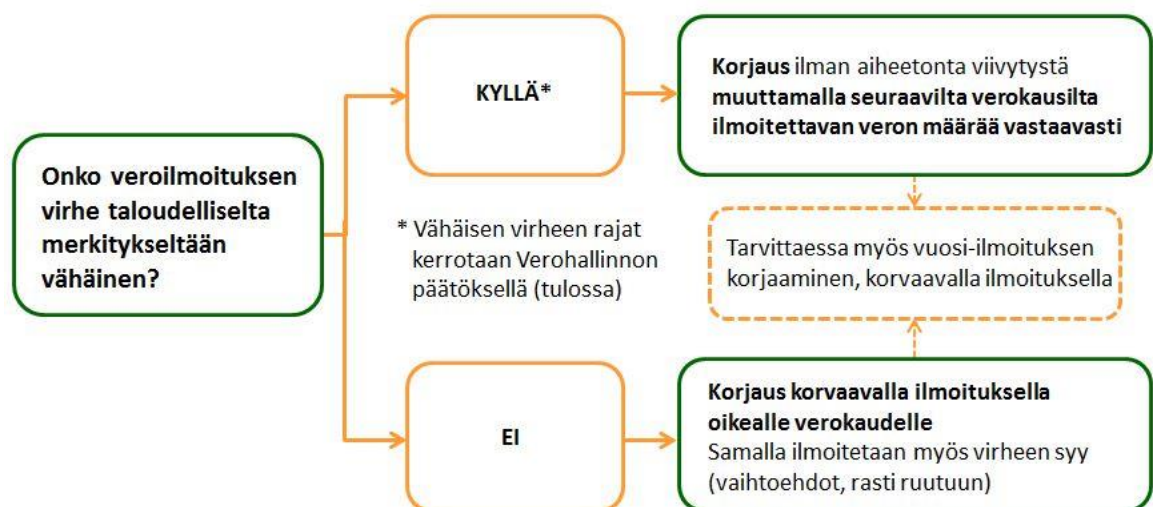 Onko veroilmoituksen
virhe taloudelliselta
merkitykseltään
vähäinen?
KYLLÄ*
Korjaus ilman aiheetonta viivytystä
muuttamalla seuraavilta verokausilta
ilmoitettavan veron määrää vastaavasti
* Vähäisen virheen rajat
kerrotaan Verohallinnon
päätöksellä (tulossa)
Tarvittaessa myös vuosi-ilmoituksen
korjaaminen, korvaavalla ilmoituksella
EI
Korjaus korvaavalla ilmoituksella
oikealle verokaudelle
Samalla ilmoitetaan myös virheen syy
(vaihtoehdot, rasti ruutuun)